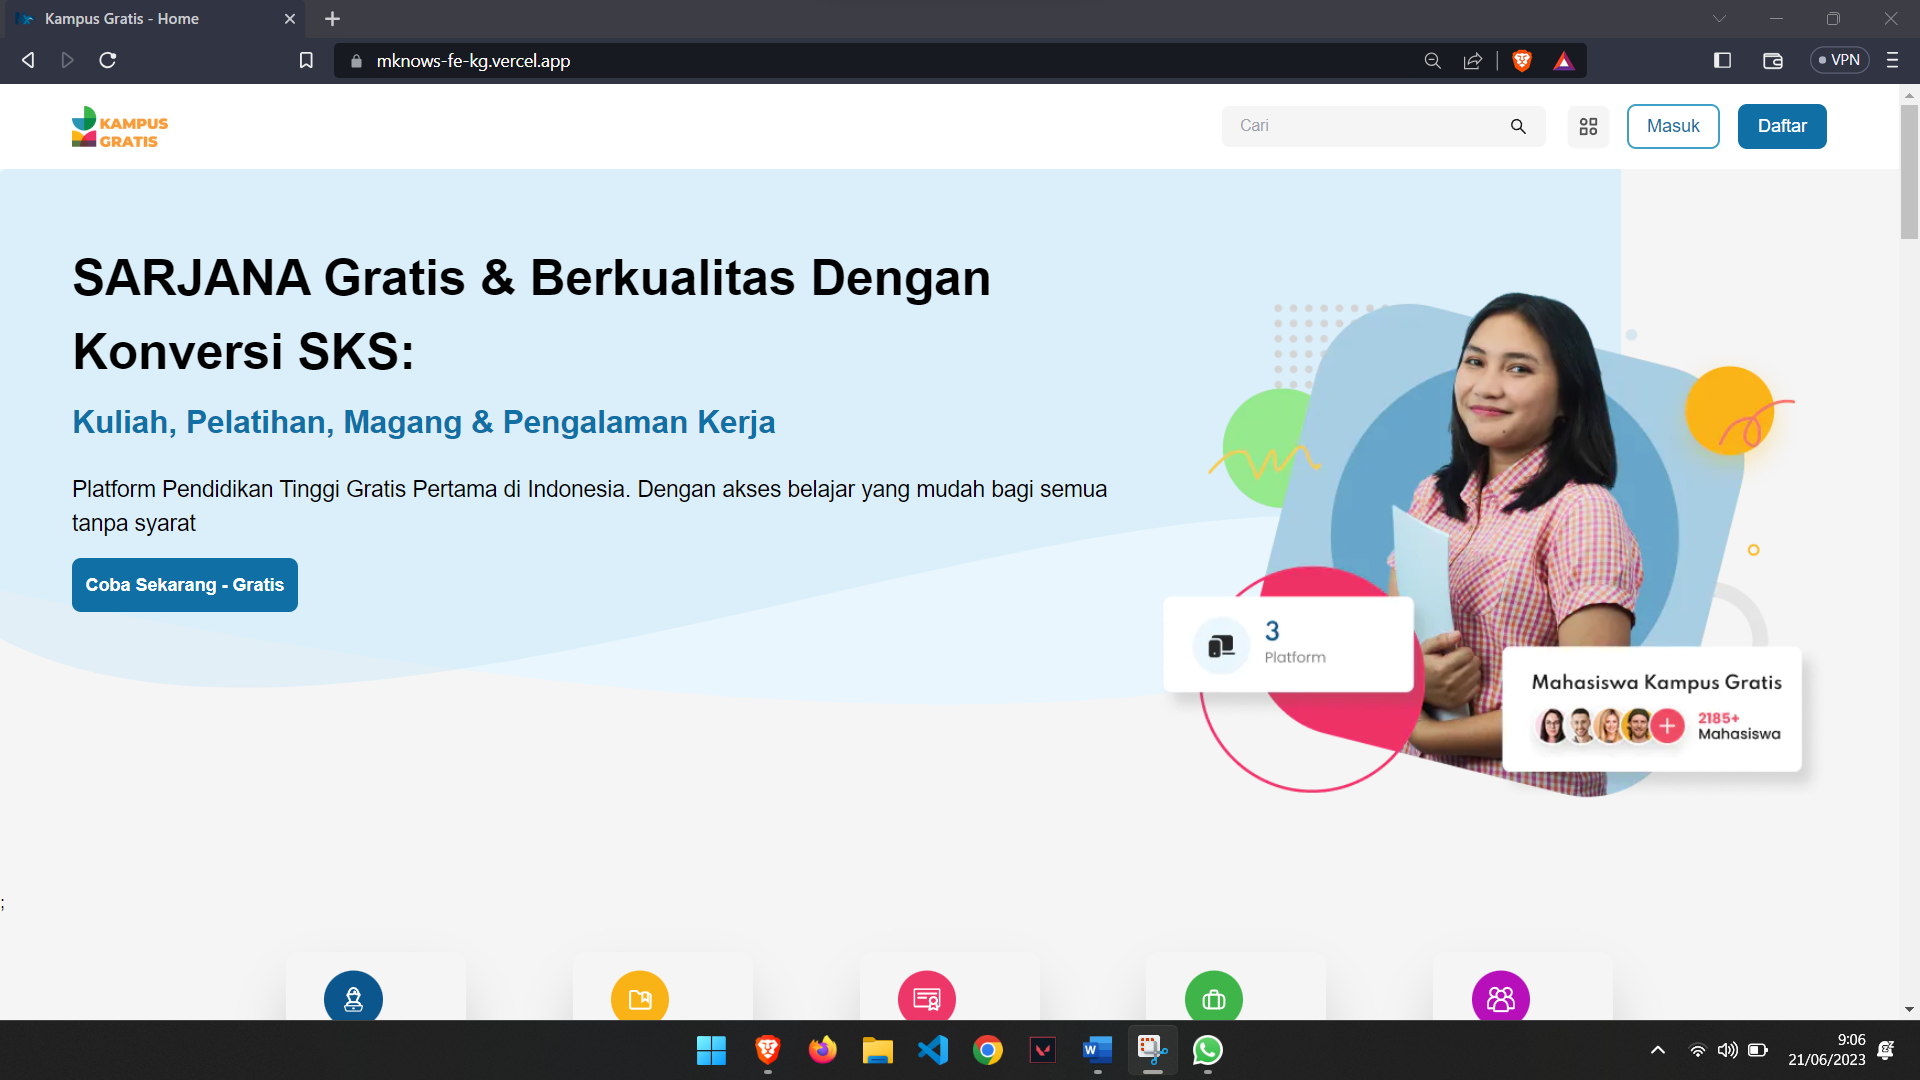 Kampus Gratis - Home
mknows-fe-kg.vercel.app
VPN
KAMPUS
GRATIS
Cari
Masuk
Daftar
SARJANA Gratis & Berkualitas Dengan
Konversi SKS:
Kuliah, Pelatihan, Magang & Pengalaman Kerja
Platform Pendidikan Tinggi Gratis Pertama di Indonesia. Dengan akses belajar yang mudah bagi semua
tanpa syarat
Coba Sekarang - Gratis
3
Platform
Mahasiswa Kampus Gratis
2185+
Mahasiswa
;
9:06
21/06/2023